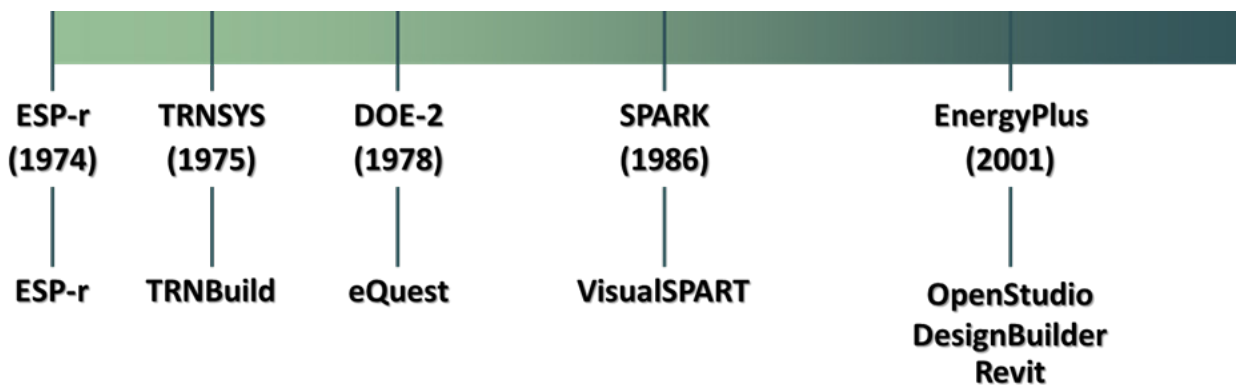 ESP-r TRNSYS DOE-2 SPARK EnergyPlus
(1974) (1975) (1978) (1986) (2001)
ESP-r TRNBuild eQuest VisualSPART OpenStudio
DesignBuilder
Revit